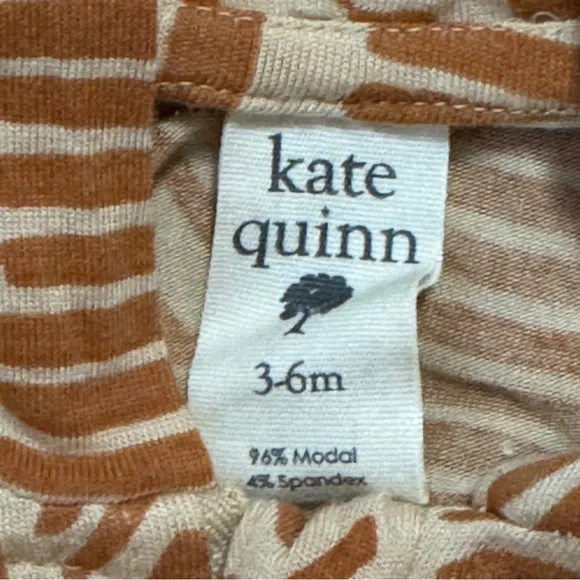 kate
quinn
3-6m
96% Modal
4% Spandex